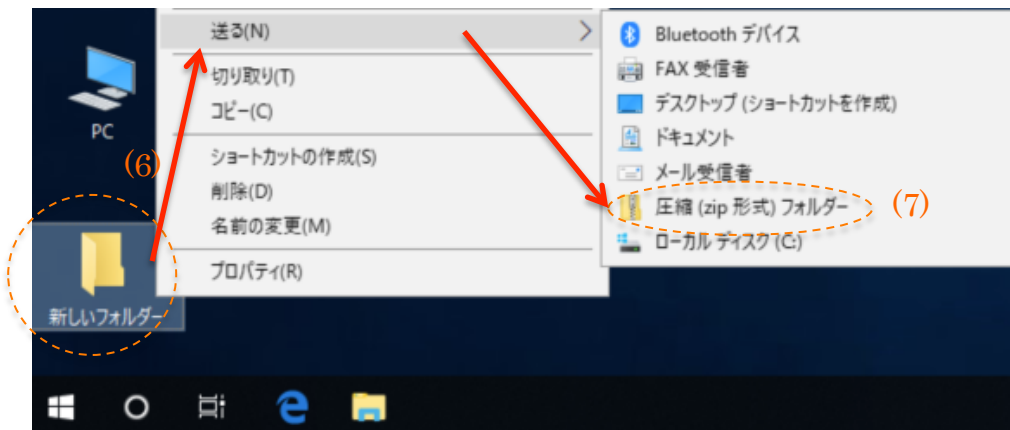 送る(N)
切り取り(T)
コピー(C)
ショートカットの作成(S)
削除(D)
名前の変更(M)
プロパティ(R)
Bluetooth デバイス
FAX 受信者
デスクトップ (ショートカットを作成)
ドキュメント
メール受信者
圧縮 (zip 形式) フォルダー
ローカル ディスク (C:)
PC
(6)
(7)
新しいフォルダー